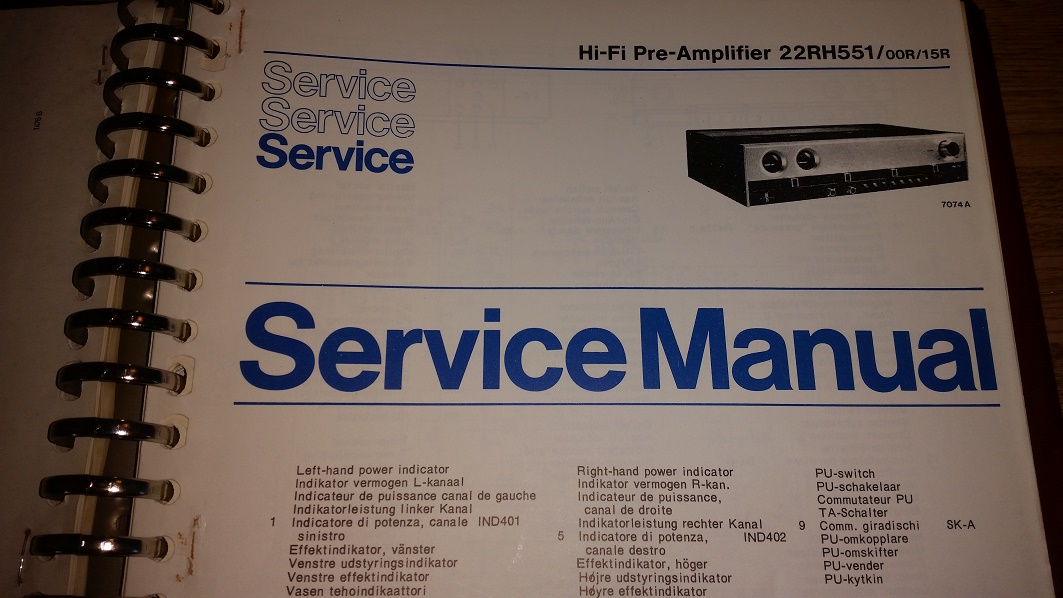 Hi-Fi Pre-Amplifier 22RH551/00R/15R
Service
Service
Service
7074A
Service Manual
Left-hand power indicator
Indikator vermogen L-kanaal
Indicateur de puissance canal de gauche
Indikatorleistung linker Kanal
1 Indicatore di potenza, canale IND401
sinistro
Effektindikator, vänster
Venstre udstyringsindikator
Venstre effektindikator
Vasen tehoindikaattori
Right-hand power indicator
Indikator vermogen R-kan.
Indicateur de puissance,
canal de droite
Indikatorleistung rechter Kanal
5 Indicatore di potenza, IND402
canale destro
Effektindikator, höger
Højre udstyringsindikator
Høyre effektindikator
PU-switch
PU-schakelaar
Commutateur PU
TA-Schalter
9 Comm. giradischi SK-A
PU-omkopplare
PU-omskifter
PU-vender
PU-kytkin